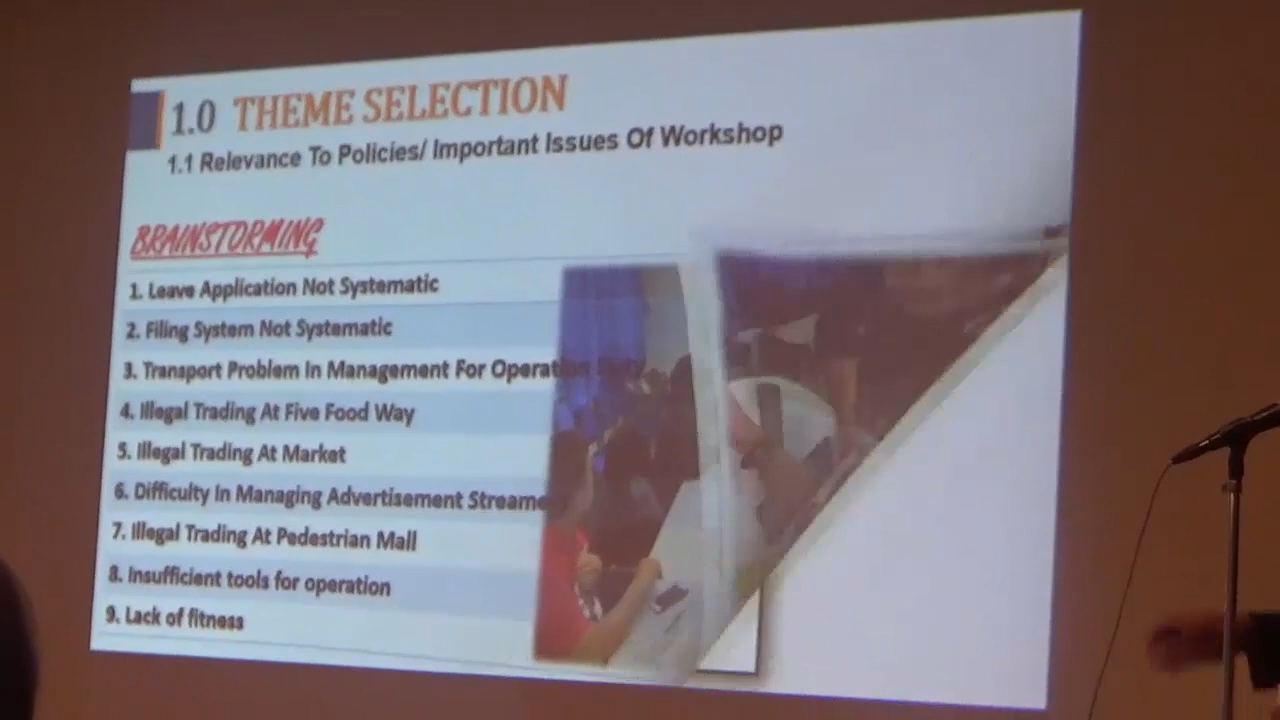 1.0 THEME SELECTION
1.1 Relevance To Policies/ Important Issues Of Workshop
BRAINSTORMING
1. Leave Application Not Systematic
2. Filing System Not Systematic
3. Transport Problem In Management For Operation
4. Illegal Trading At Five Food Way
5. Illegal Trading At Market
6. Difficulty In Managing Advertisement Streame
7. Illegal Trading At Pedestrian Mall
8. Insufficient tools for operation
9. Lack of fitness